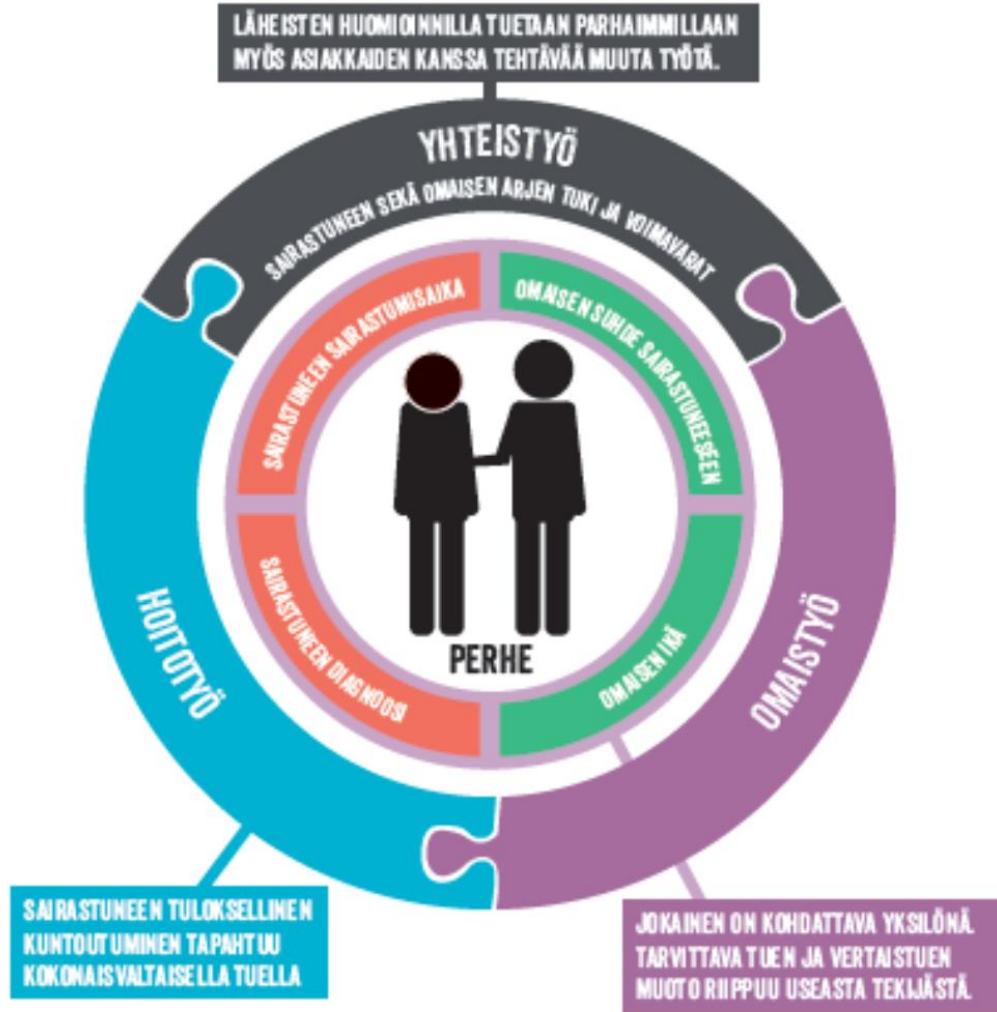 LÄHEISTEN HUOMIOINNILLA TUETAAN PARHAIMMILLAAN
MYÖS ASIAKKAIDEN KANSSA TEHTÄVÄÄ MUUTA TYÖTÄ.
YHTEISTYÖ
SAIRASTUNEEN SEKÄ OMAISEN ARJEN TUKI JA VOIMAVARAT
SAIRASTUNEEN SAIRASTUMISAIKA
OMAISEN SUHDE SAIRASTUNEESEEN
SAIRASTUNEEN DIAGNOOSI
OMAISEN IKÄ
PERHE
HOITOTYÖ
OMAISTYÖ
SAIRASTUNEEN TULOKSELLINEN
KUNTOUTUMINEN TAPAHTUU
KOKONAISVALTAISELLA TUELLA
JOKAINEN ON KOHDATTAVA YKSILÖNÄ.
TARVITTAVA TUEN JA VERTAISTUEN
MUOTO RIIPPUU USEASTA TEKIJÄSTÄ.